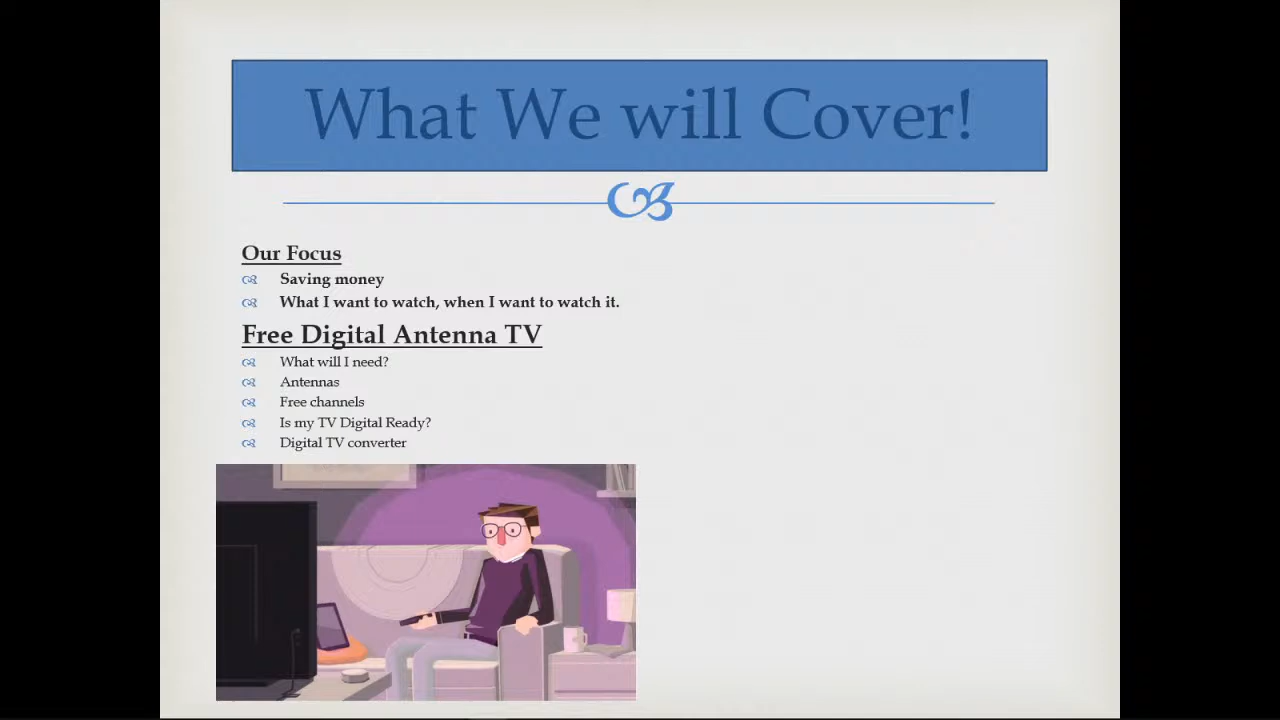 What We will Cover!
Our Focus
Saving money
What I want to watch, when I want to watch it.
Free Digital Antenna TV
What will I need?
Antennas
Free channels
Is my TV Digital Ready?
Digital TV converter